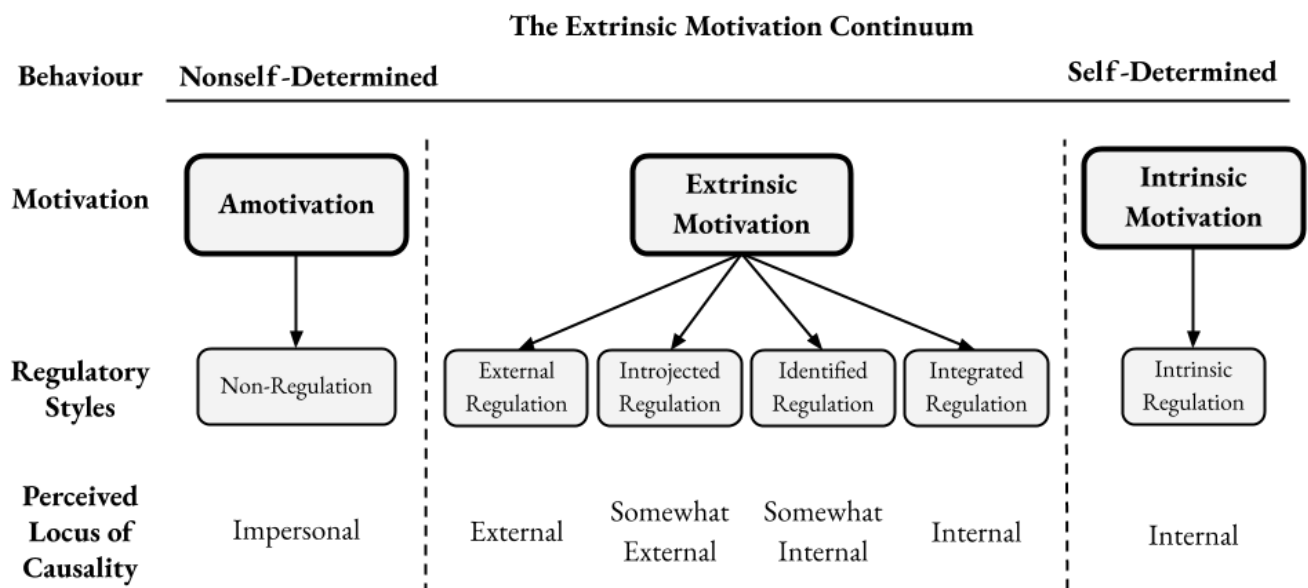 The Extrinsic Motivation Continuum
Behaviour
Nonself-Determined
Self-Determined
Motivation
Amotivation
Extrinsic
Motivation
Intrinsic
Motivation
Regulatory
Styles
Non-Regulation
External
Regulation
Introjected
Regulation
Identified
Regulation
Integrated
Regulation
Intrinsic
Regulation
Perceived
Locus of
Causality
Impersonal
External
Somewhat
External
Somewhat
Internal
Internal
Internal